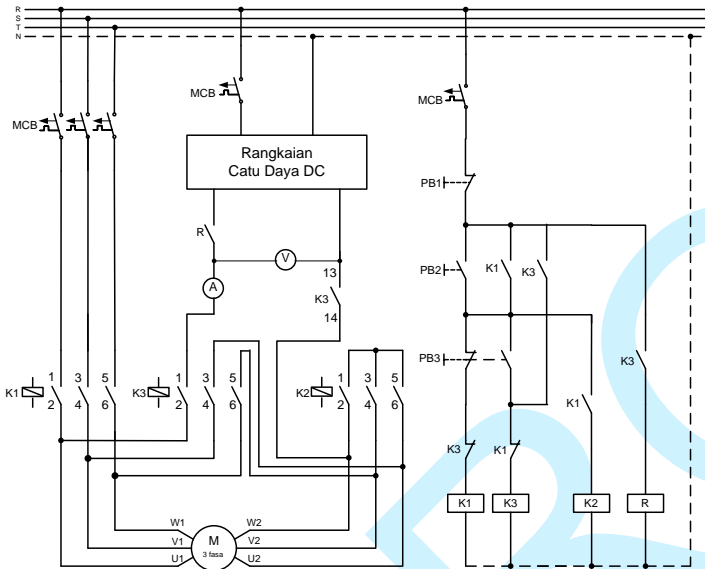 R
S
T
N
MCB
MCB
MCB
Rangkaian
Catu Daya DC
PB1
R
V
A
13
K3
14
PB2
K1
K3
PB3
K1
1
2
3
4
5
6
K3
1
2
3
4
5
6
K2
1
2
3
4
5
6
K3
K1
K1
K3
K1
K3
K2
R
W1
V1
U1
M
3 fasa
W2
V2
U2